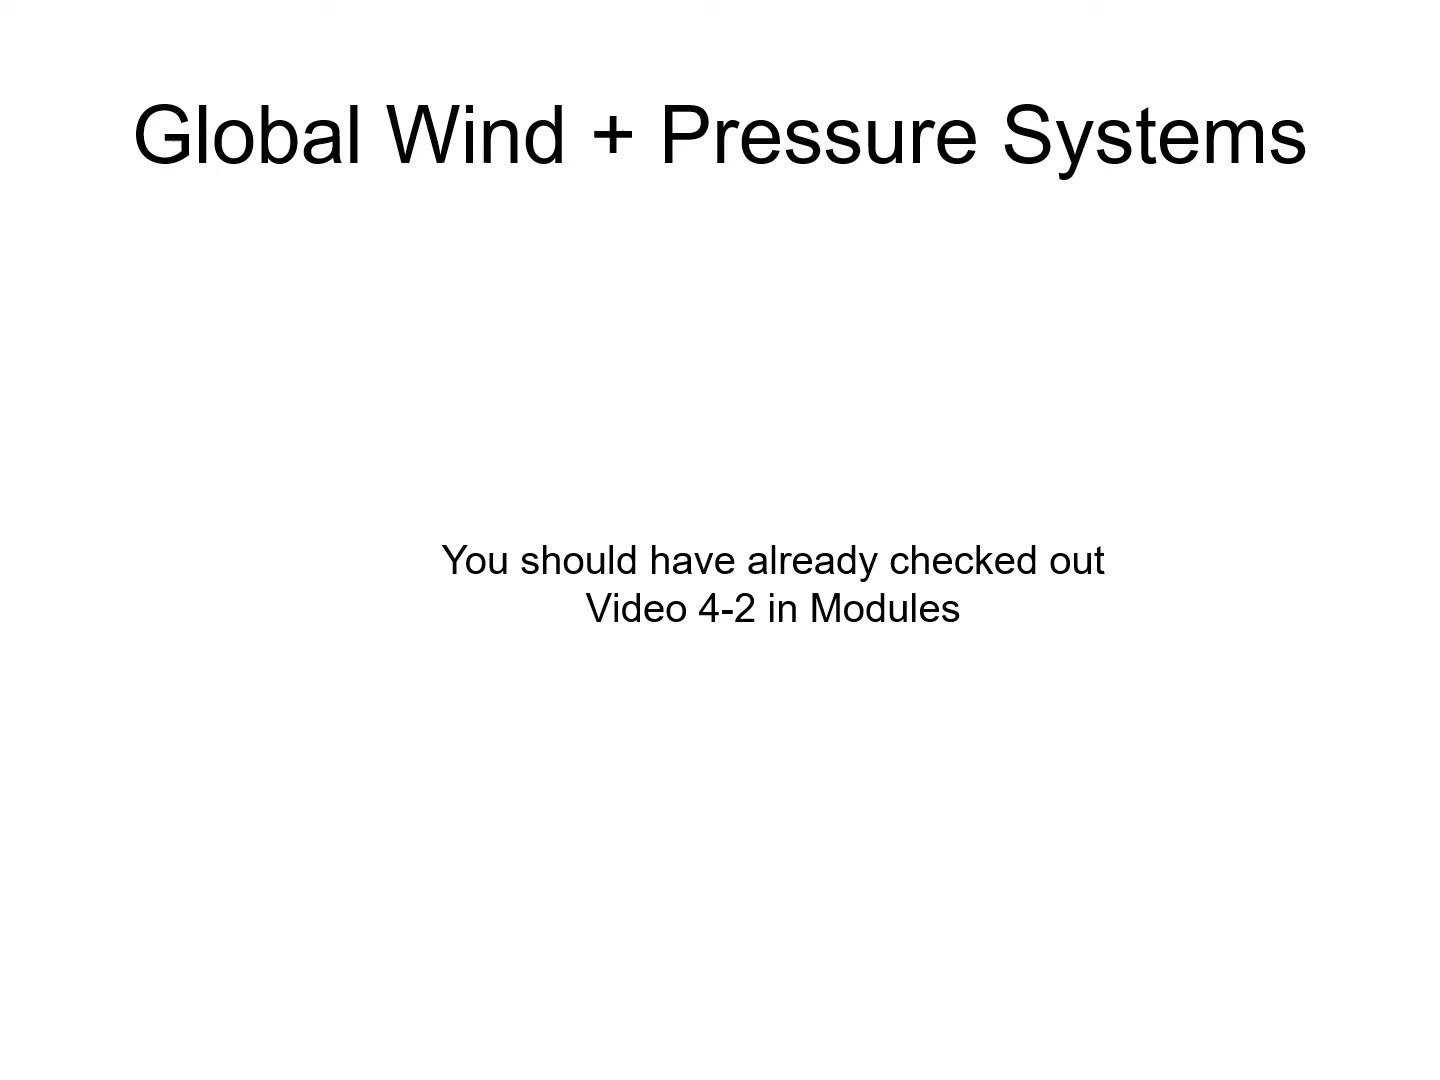 Global Wind + Pressure Systems
You should have already checked out
Video 4-2 in Modules